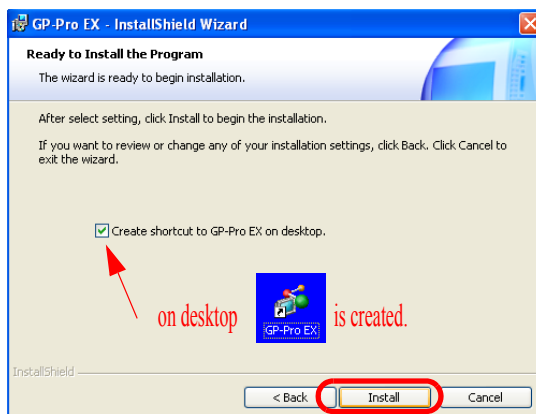 GP-Pro EX - InstallShield Wizard
Ready to Install the Program
The wizard is ready to begin installation.
After select setting, click Install to begin the installation.
If you want to review or change any of your installation settings, click Back. Click Cancel to
exit the wizard.
Create shortcut to GP-Pro EX on desktop.
on desktop GP-Pro EX is created.
InstallShield
< Back Install Cancel